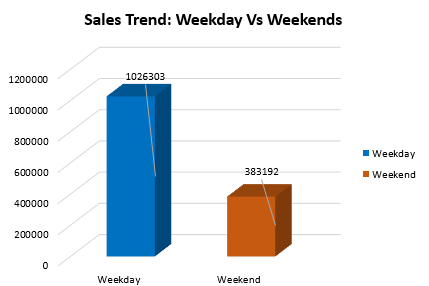 Sales Trend: Weekday Vs Weekends
1026303
383192
1200000
1000000
800000
600000
400000
200000
0
Weekday
Weekend
Weekday
Weekend